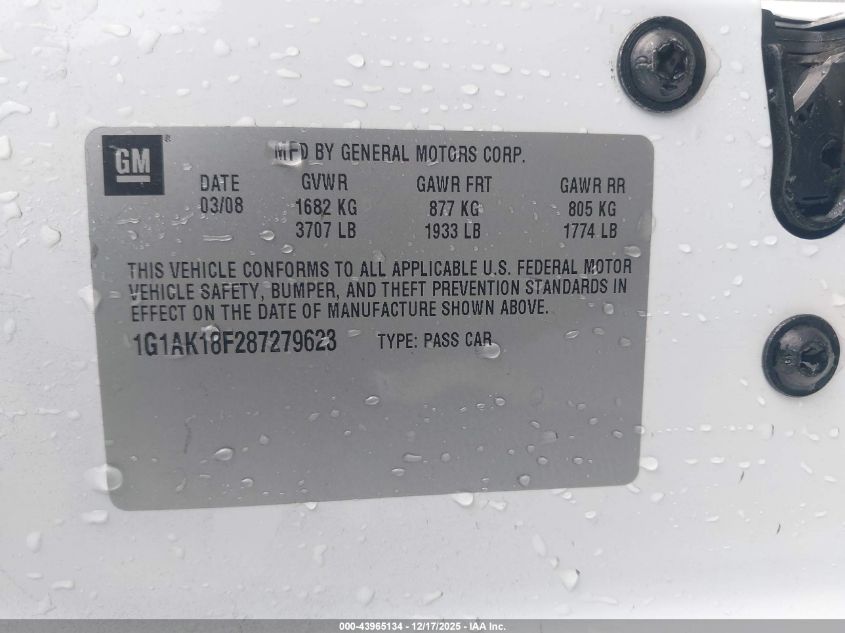 GM
®
MFD BY GENERAL MOTORS CORP.
DATE GVWR GAWR FRT GAWR RR
03/08 1682 KG 877 KG 805 KG
3707 LB 1933 LB 1774 LB
THIS VEHICLE CONFORMS TO ALL APPLICABLE U.S. FEDERAL MOTOR
VEHICLE SAFETY, BUMPER, AND THEFT PREVENTION STANDARDS IN
EFFECT ON THE DATE OF MANUFACTURE SHOWN ABOVE.
1G1AK18F287279623 TYPE: PASS CAR
000-43965134 - 12/17/2025 - IAA Inc.